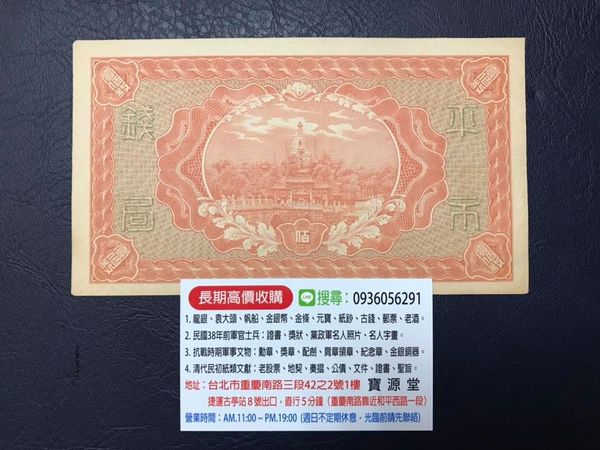 平市
錢局
佰
長期高價收購 LINE 搜尋：0936056291
1. 龍銀、袁大頭、帆船、金銀幣、金條、元寶、紙鈔、古錢、郵票、老酒。
2. 民國38年前軍官士兵：證書、獎狀、黨政軍名人照片、名人字畫。
3. 抗戰時期軍事文物：勳章、獎章、配劍、肩章領章、紀念章、金銀銅器。
4. 清代民初紙類文獻：老股票、地契、奏摺、公債、文件、證書、聖旨。
地址：台北市重慶南路三段42之2號1樓 寶源堂
捷運古亭站8號出口，直行5分鐘（重慶南路靠近和平西路一段）
營業時間：AM.11:00～PM.19:00 (週日不定期休息，光臨前請先聯絡)